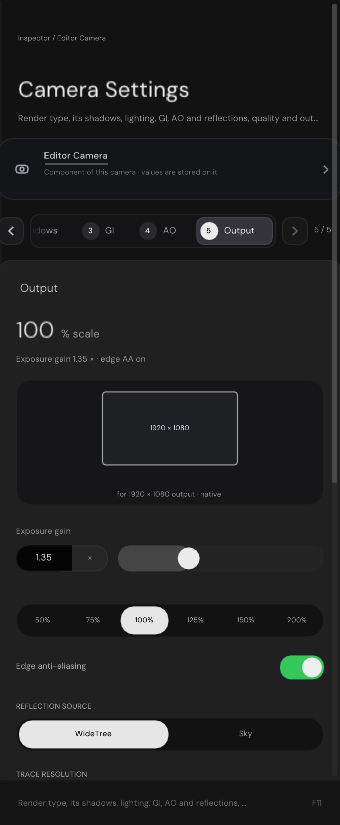 Inspector / Editor Camera
Camera Settings
Render type, its shadows, lighting, GI, AO and reflections, quality and out...
Editor Camera
Component of this camera · values are stored on it
dows 3 GI 4 AO 5 Output 5 / 5
Output
100 % scale
Exposure gain 1.35 × · edge AA on
1920 × 1080
for 1920 × 1080 output · native
Exposure gain
1.35 ×
50% 75% 100% 125% 150% 200%
Edge anti-aliasing
REFLECTION SOURCE
WideTree Sky
TRACE RESOLUTION
Render type, its shadows, lighting, GI, AO and reflections, ... F11